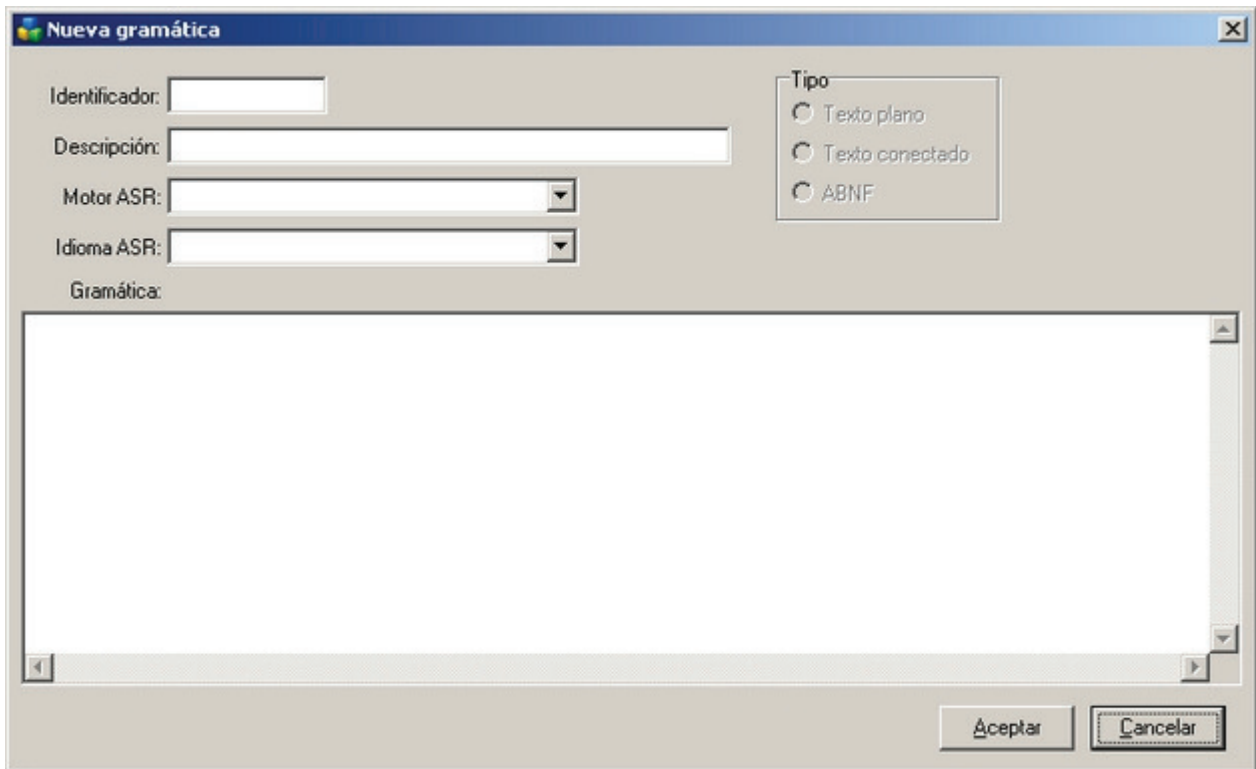 Nueva gramática
Identificador:
Descripción:
Motor ASR:
Idioma ASR:
Gramática:
Tipo
Texto plano
Texto conectado
ABNF
Aceptar
Cancelar